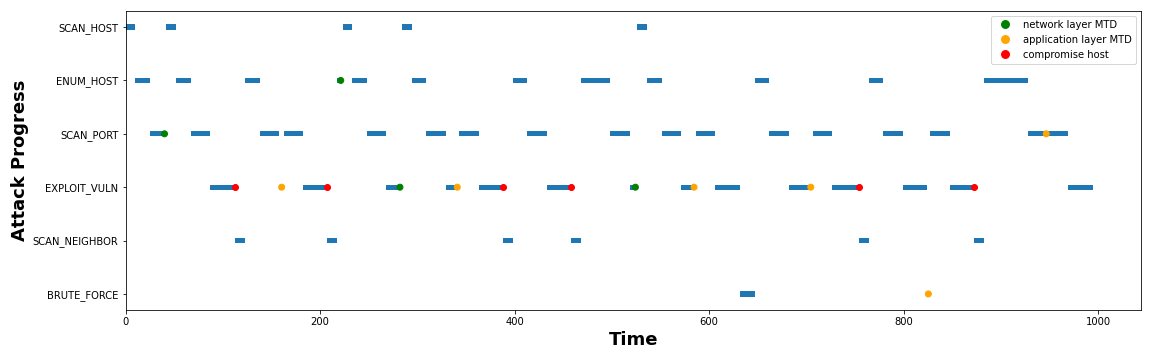 Attack Progress
SCAN_HOST
ENUM_HOST
SCAN_PORT
EXPLOIT_VULN
SCAN_NEIGHBOR
BRUTE_FORCE
network layer MTD
application layer MTD
compromise host
0 200 400 600 800 1000
Time